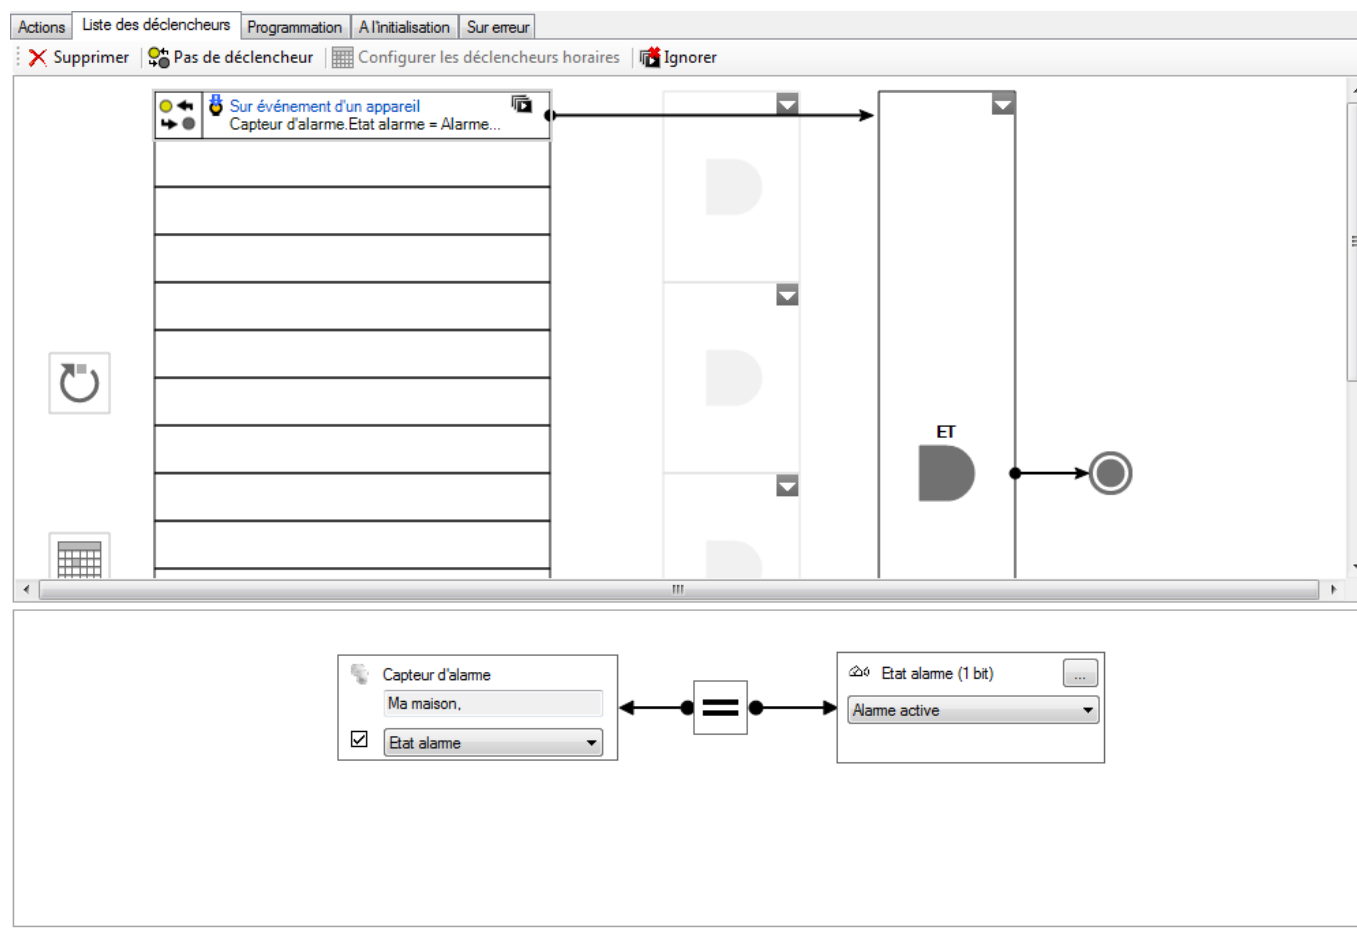 Actions Liste des déclencheurs Programmation A l'initialisation Sur erreur
Supprimer Pas de déclencheur Configurer les déclencheurs horaires Ignorer
Sur événement d'un appareil
Capteur d'alarme.Etat alarme = Alarme...
ET
Capteur d'alarme
Ma maison,
Etat alarme
Etat alarme (1 bit) ...
Alarme active